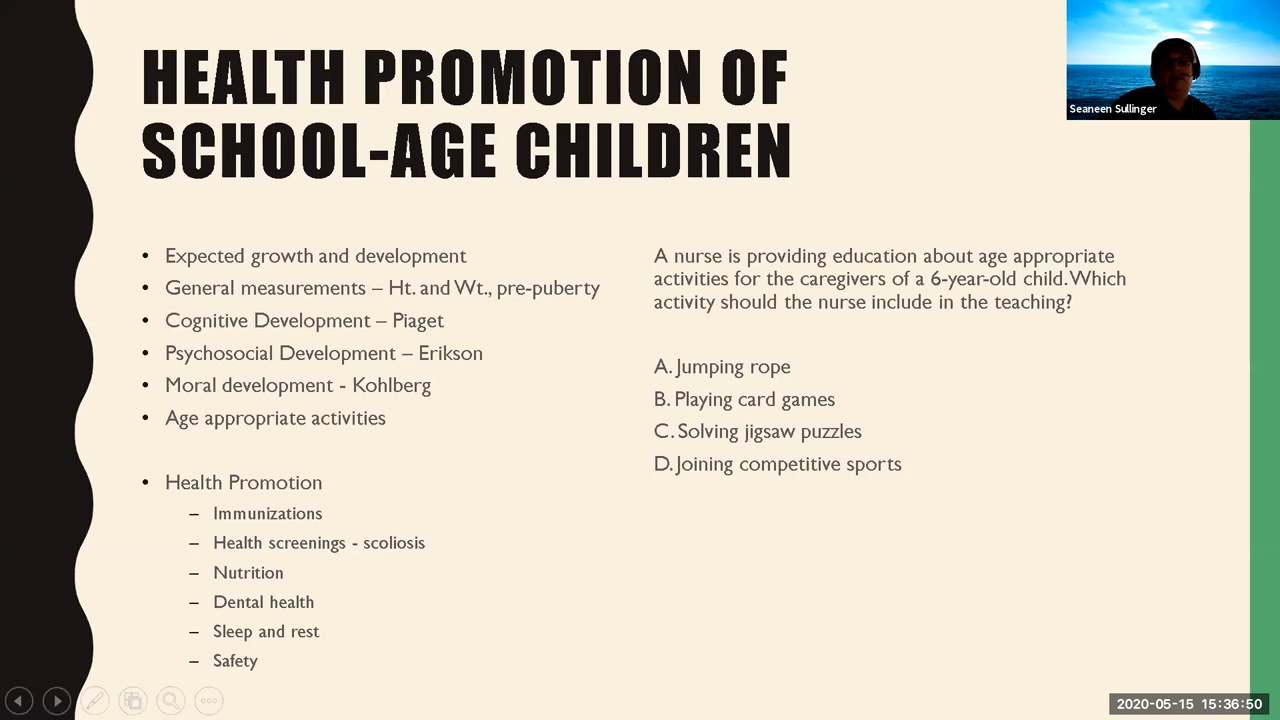 HEALTH PROMOTION OF
SCHOOL-AGE CHILDREN
Seaneen Sullinger
• Expected growth and development
• General measurements – Ht. and Wt., pre-puberty
• Cognitive Development – Piaget
• Psychosocial Development – Erikson
• Moral development - Kohlberg
• Age appropriate activities
• Health Promotion
– Immunizations
– Health screenings - scoliosis
– Nutrition
– Dental health
– Sleep and rest
– Safety
A nurse is providing education about age appropriate
activities for the caregivers of a 6-year-old child. Which
activity should the nurse include in the teaching?
A. Jumping rope
B. Playing card games
C. Solving jigsaw puzzles
D. Joining competitive sports
2020-05-15 15:36:50